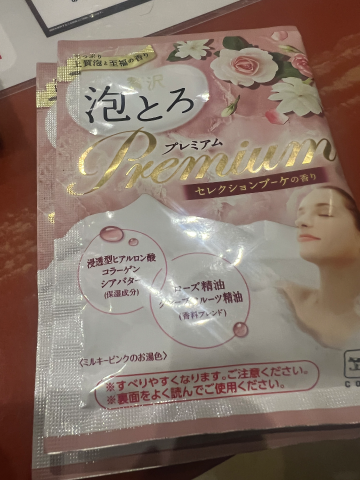 質泡と至福の香り
沢
泡とろ
プレミアム
Premium
セレクションブーケの香り
浸透型ヒアルロン酸
コラーゲン
シアバター
(保湿成分)
ローズ精油
グレープフルーツ精油
(香料ブレンド)
〈ミルキーピンクのお湯色〉
※すべりやすくなります。ご注意ください。
※裏面をよく読んでご使用ください。